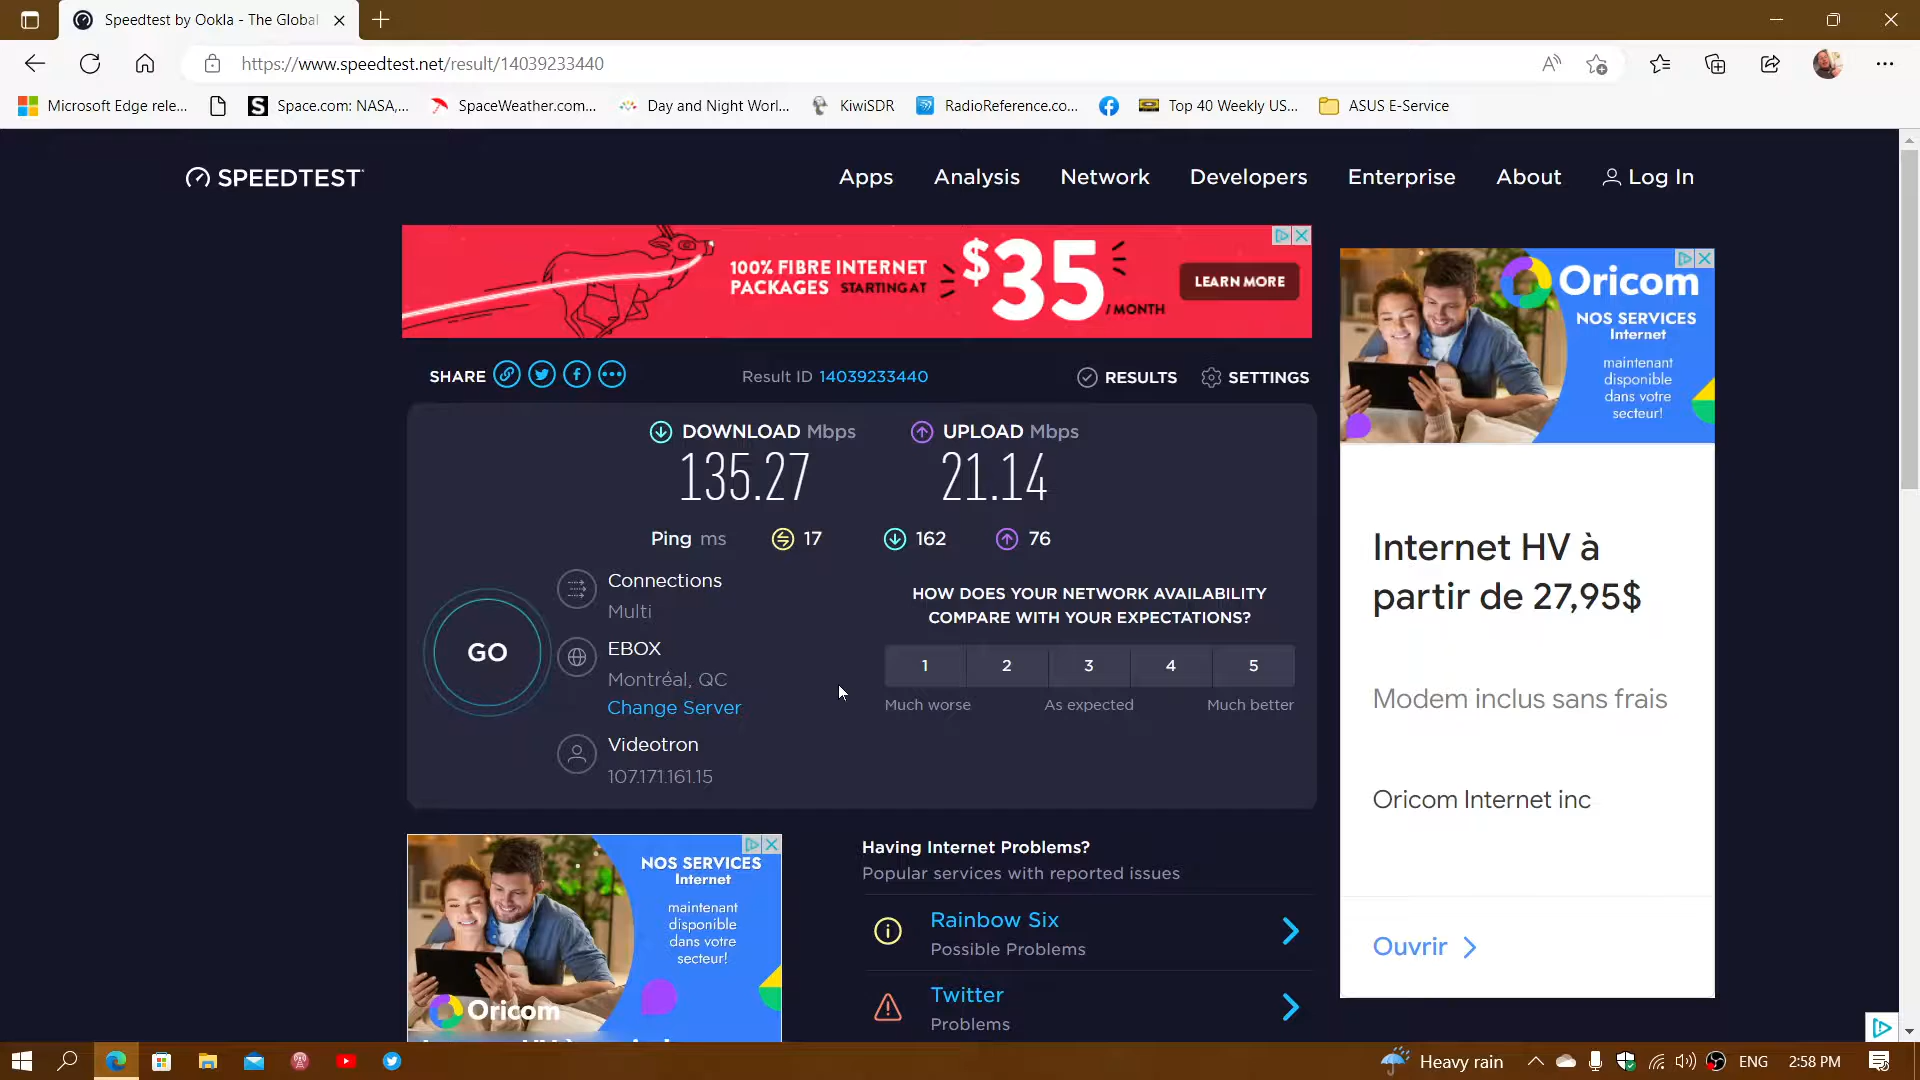 Speedtest by Ookla - The Global
https://www.speedtest.net/result/14039233440
Microsoft Edge rele...
Space.com: NASA,...
SpaceWeather.com...
Day and Night Worl...
KiwiSDR
RadioReference.co...
Top 40 Weekly US...
ASUS E-Service
SPEEDTEST
Apps
Analysis
Network
Developers
Enterprise
About
Log In
100% FIBRE INTERNET
PACKAGES STARTING AT
$35
/MONTH
LEARN MORE
SHARE
Result ID 14039233440
RESULTS
SETTINGS
DOWNLOAD Mbps
135.27
UPLOAD Mbps
21.14
Ping ms
17
162
76
GO
Connections
Multi
EBOX
Montréal, QC
Change Server
Videotron
107.171.161.15
HOW DOES YOUR NETWORK AVAILABILITY
COMPARE WITH YOUR EXPECTATIONS?
1
2
3
4
5
Much worse
As expected
Much better
Oricom
NOS SERVICES
Internet
maintenant
disponible
dans votre
secteur!
Internet HV à
partir de 27,95$
Modem inclus sans frais
Oricom Internet inc
Ouvrir
NOS SERVICES
Internet
maintenant
disponible
dans votre
secteur!
Oricom
Having Internet Problems?
Popular services with reported issues
Rainbow Six
Possible Problems
Twitter
Problems
Heavy rain
ENG
2:58 PM